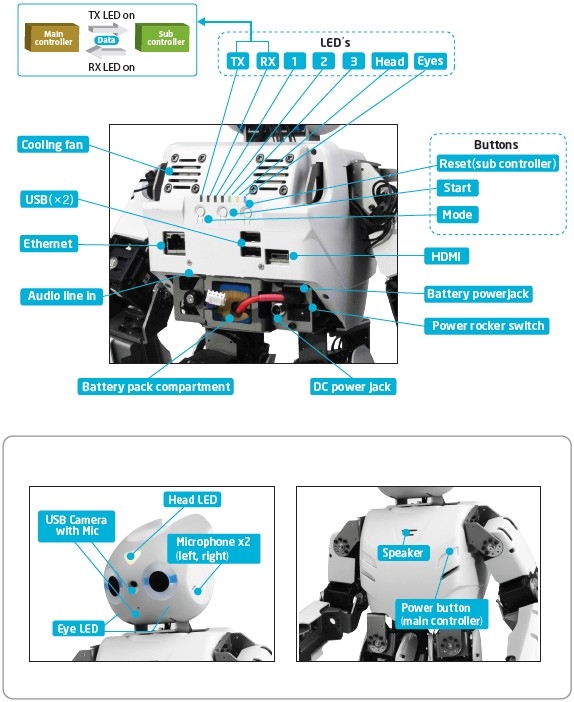 TX LED on
Main
controller
Data
Sub
controller
RX LED on
LED's
TX
RX
1
2
3
Head
Eyes
Buttons
Reset(sub controller)
Start
Mode
Cooling fan
USB(×2)
Ethernet
HDMI
Audio line in
Battery powerjack
Power rocker switch
Battery pack compartment
DC power jack
Head LED
USB Camera
with Mic
Microphone x2
(left, right)
Eye LED
Speaker
Power button
(main controller)